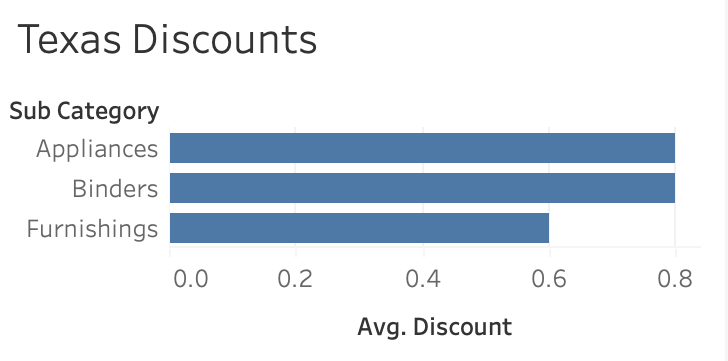 Texas Discounts
Sub Category
Appliances
Binders
Furnishings
0.0 0.2 0.4 0.6 0.8
Avg. Discount